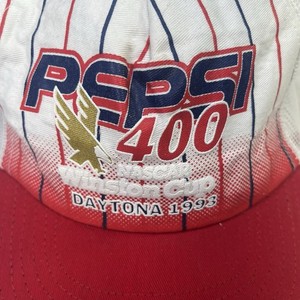 PEPSI
400
NASCAR
WINSTON CUP
DAYTONA 1993